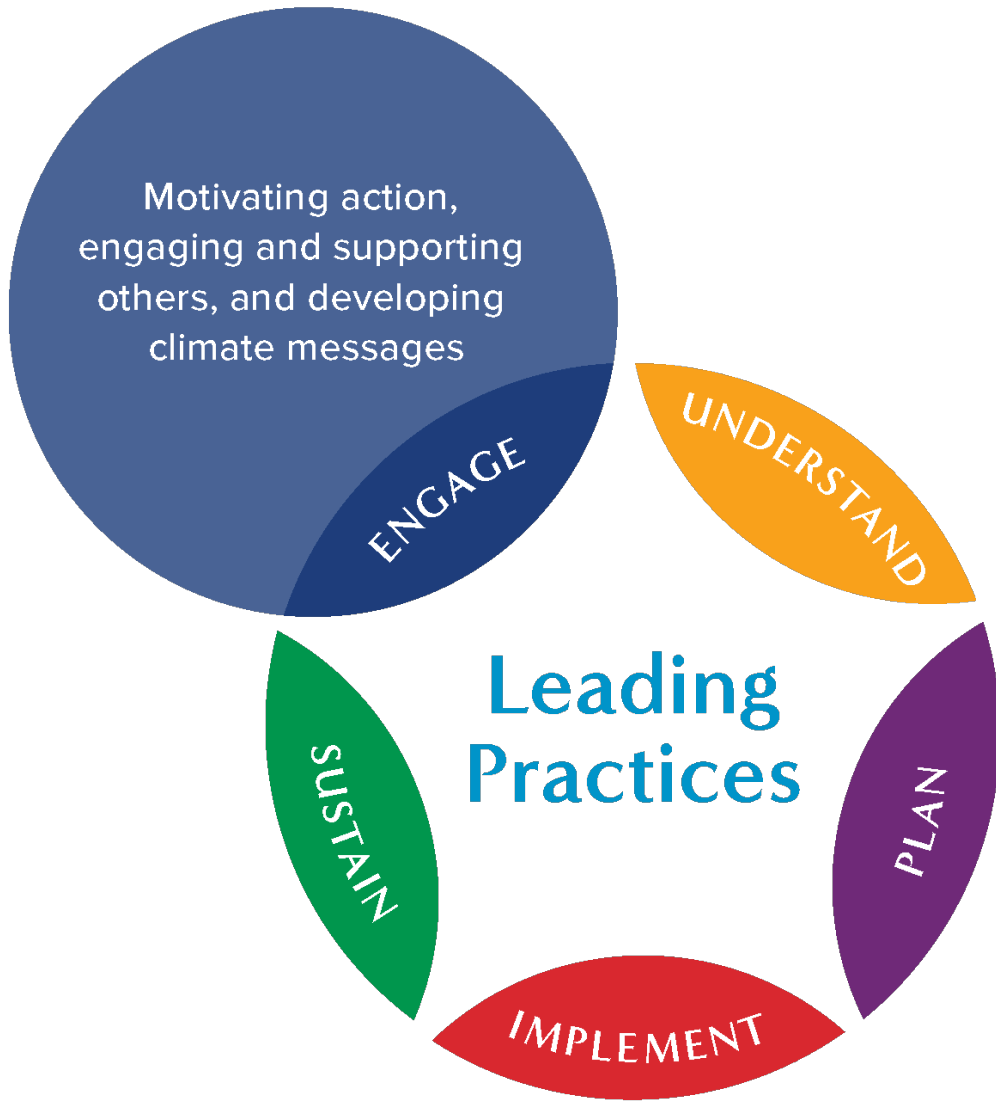 Motivating action,
engaging and supporting
others, and developing
climate messages
ENGAGE
UNDERSTAND
Leading
Practices
SUSTAIN
PLAN
IMPLEMENT